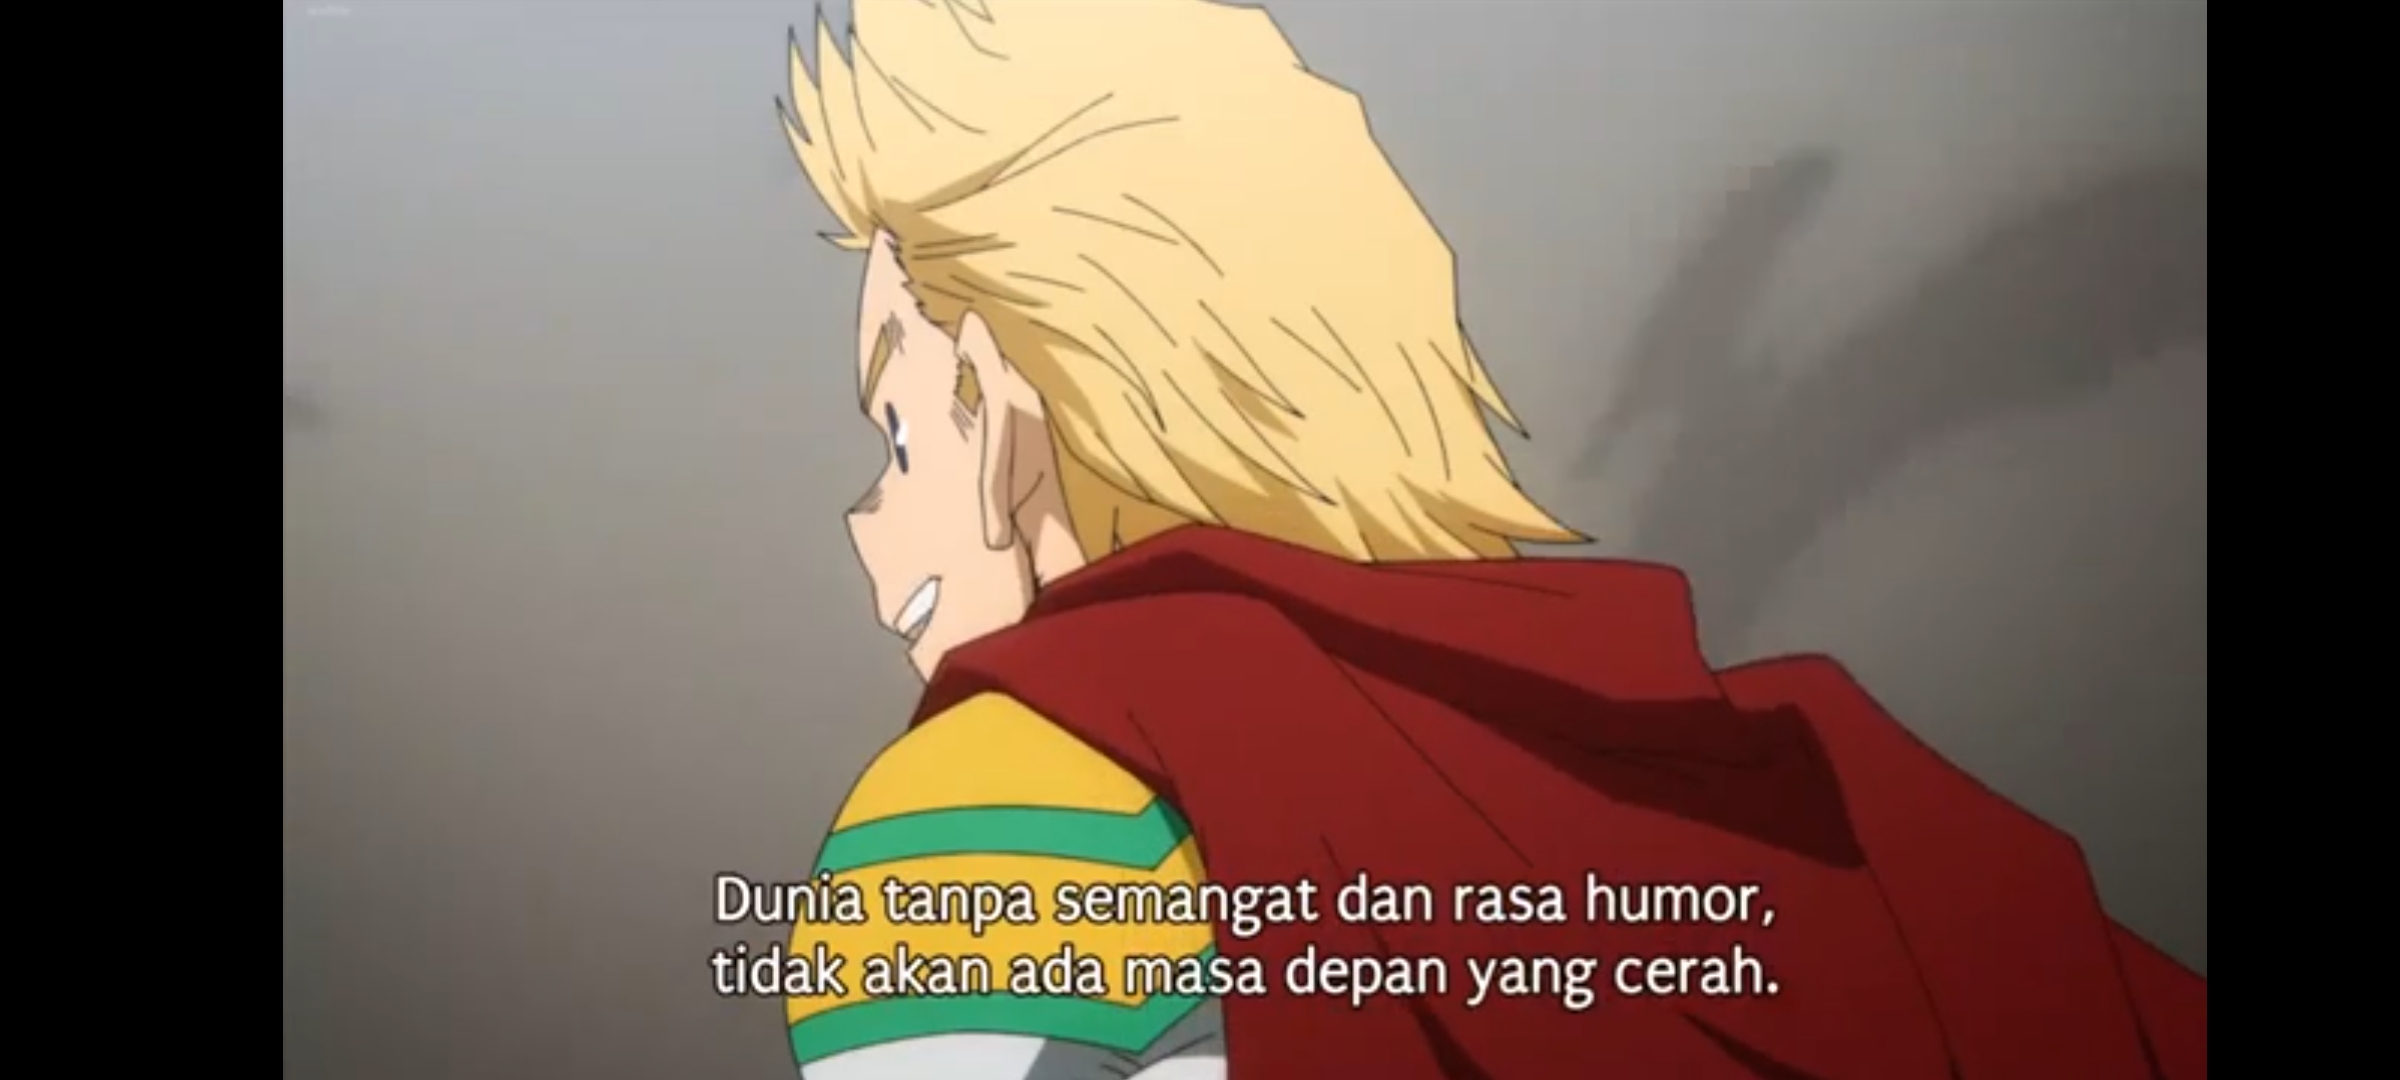 Dunia tanpa semangat dan rasa humor,
tidak akan ada masa depan yang cerah.